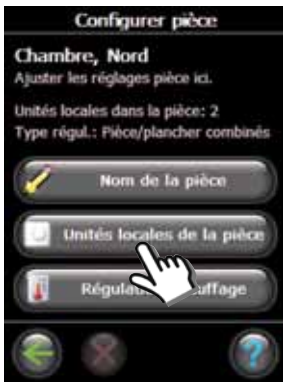 Configurer pièce
Chambre, Nord
Ajuster les réglages pièce ici.
Unités locales dans la pièce: 2
Type régul.: Pièce/plancher combinés
Nom de la pièce
Unités locales de la pièce
?